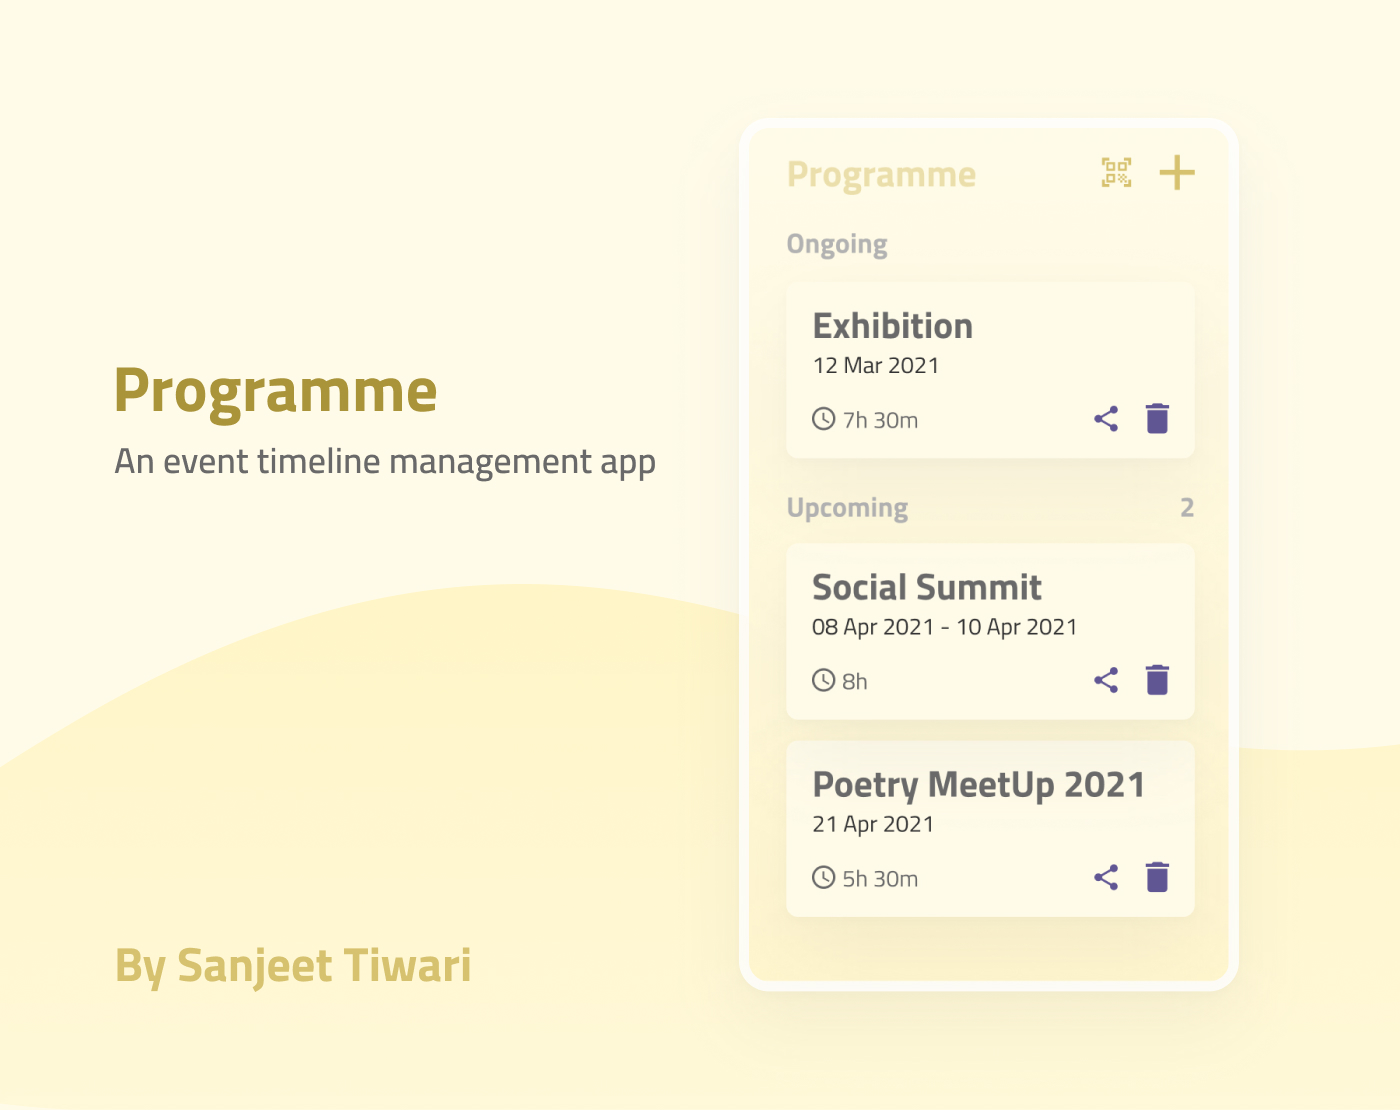 Programme
An event timeline management app
By Sanjeet Tiwari
Programme
Ongoing
Exhibition
12 Mar 2021
7h 30m
Upcoming 2
Social Summit
08 Apr 2021 - 10 Apr 2021
8h
Poetry MeetUp 2021
21 Apr 2021
5h 30m